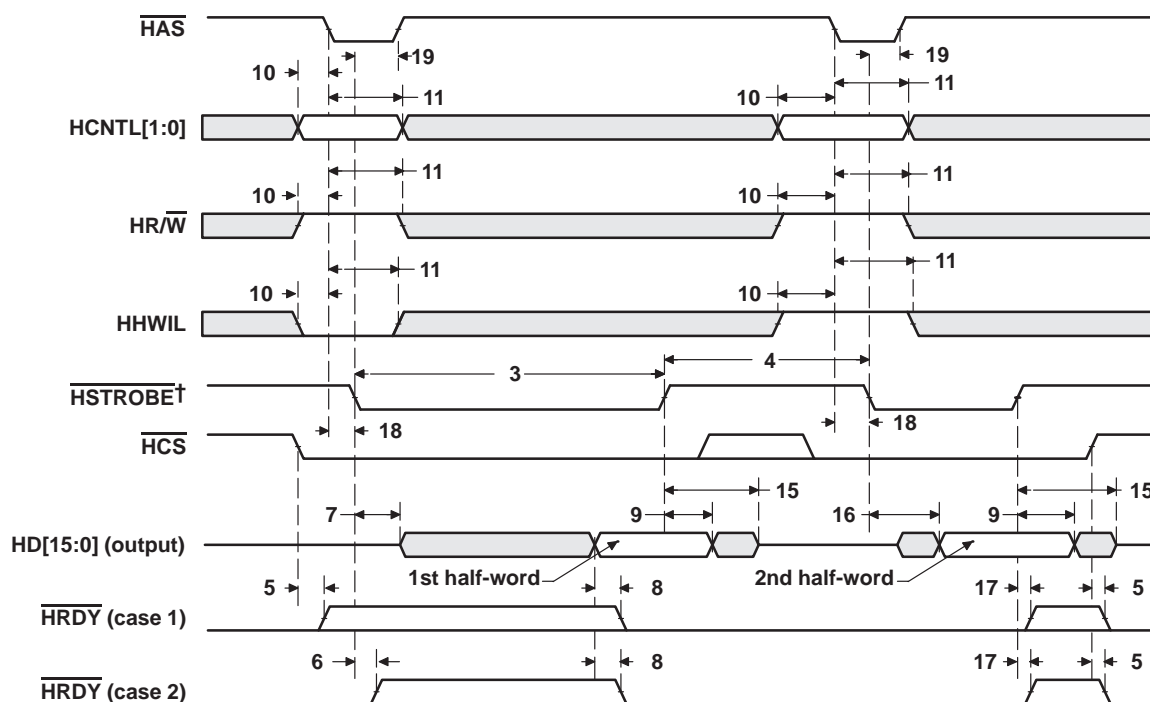 HAS
19 19
10 11 10 11
HCNTL[1:0]
11 11
10 10
HR/W
11 11
10 10
HHWIL
3 4
HSTROBE†
18 18
HCS
15 15
7 9 16 9
HD[15:0] (output)
1st half-word 2nd half-word
5 8 17 5
HRDY (case 1)
6 8 17 5
HRDY (case 2)